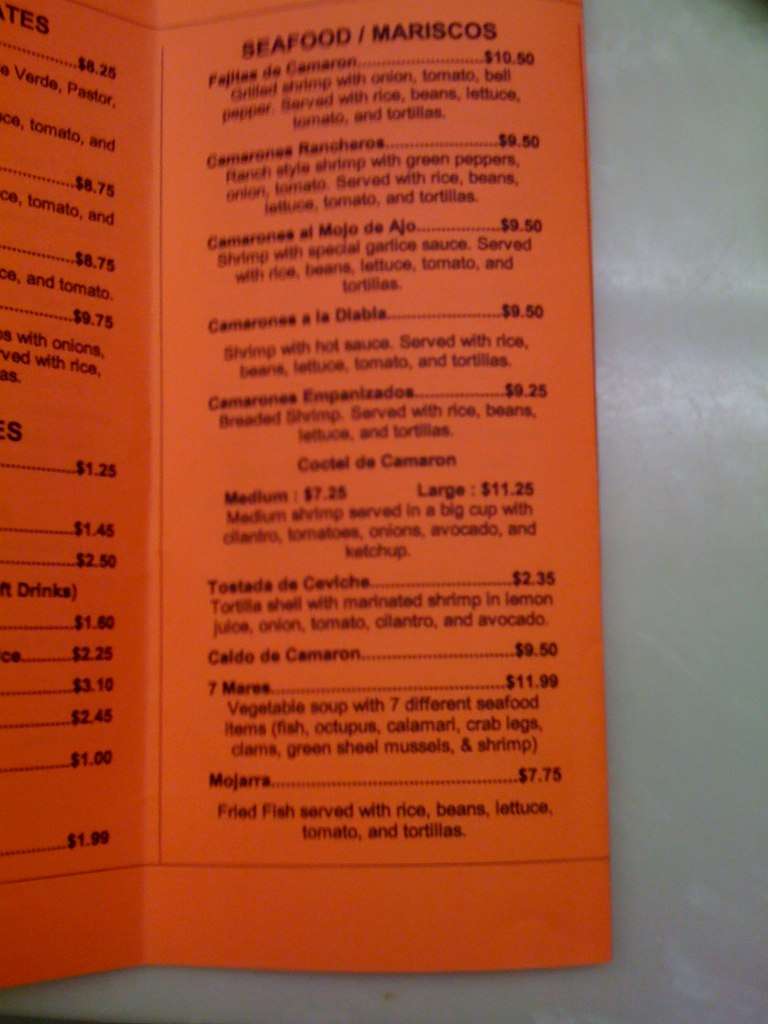 ATES
$8.25
e Verde, Pastor,
ce, tomato, and
$8.75
ce, tomato, and
$8.75
ce, and tomato.
$9.75
os with onions,
ved with rice,
as.
ES
$1.25
$1.45
$2.50
ft Drinks)
$1.50
ce.........$2.25
$3.10
$2.45
$1.00
$1.99
SEAFOOD / MARISCOS
Fajitas de Camaron........................$10.50
Grilled shrimp with onion, tomato, bell
pepper. Served with rice, beans, lettuce,
tomato, and tortillas.
Camarones Rancheros......................$9.50
Ranch style shrimp with green peppers,
onion, tomato. Served with rice, beans,
lettuce, tomato, and tortillas.
Camarones al Mojo de Ajo................$9.50
Shrimp with special garlice sauce. Served
with rice, beans, lettuce, tomato, and
tortillas.
Camarones a la Diabla......................$9.50
Shrimp with hot sauce. Served with rice,
beans, lettuce, tomato, and tortillas.
Camarones Empanizados.................$9.25
Breaded Shrimp. Served with rice, beans,
lettuce, and tortillas.
Coctel de Camaron
Medium : $7.25 Large : $11.25
Medium shrimp served in a big cup with
cilantro, tomatoes, onions, avocado, and
ketchup.
Tostada de Ceviche...........................$2.35
Tortilla shell with marinated shrimp in lemon
juice, onion, tomato, cilantro, and avocado.
Caldo de Camaron.............................$9.50
7 Mares.............................................$11.99
Vegetable soup with 7 different seafood
items (fish, octupus, calamari, crab legs,
clams, green sheel mussels, & shrimp)
Mojarra...............................................$7.75
Fried Fish served with rice, beans, lettuce,
tomato, and tortillas.